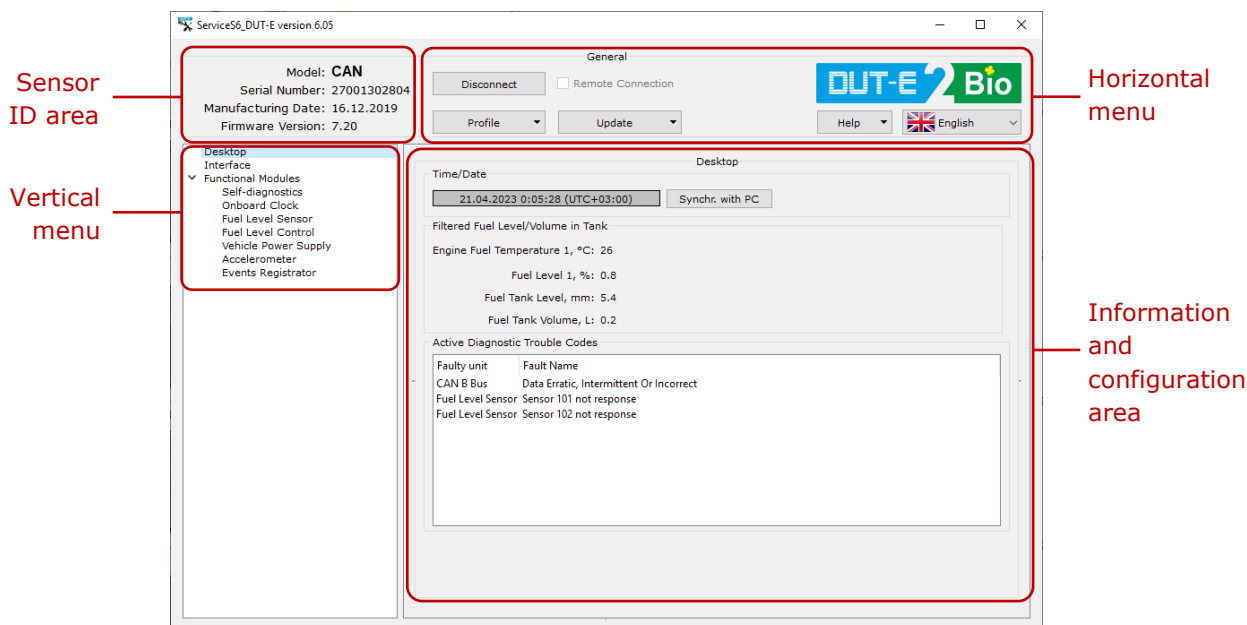 ServiceS6_DUT-E version 6.05
Sensor
ID area
Model: CAN
Serial Number: 27001302804
Manufacturing Date: 16.12.2019
Firmware Version: 7.20
General
Disconnect
Remote Connection
Profile
Update
DUT-E 2 Bio
Help
English
Horizontal
menu
Vertical
menu
Desktop
Interface
Functional Modules
Self-diagnostics
Onboard Clock
Fuel Level Sensor
Fuel Level Control
Vehicle Power Supply
Accelerometer
Events Registrator
Desktop
Time/Date
21.04.2023 0:05:28 (UTC+03:00)
Synchr. with PC
Filtered Fuel Level/Volume in Tank
Engine Fuel Temperature 1, °C: 26
Fuel Level 1, %: 0.8
Fuel Tank Level, mm: 5.4
Fuel Tank Volume, L: 0.2
Active Diagnostic Trouble Codes
Faulty unit Fault Name
CAN B Bus Data Erratic, Intermittent Or Incorrect
Fuel Level Sensor Sensor 101 not response
Fuel Level Sensor Sensor 102 not response
Information
and
configuration
area